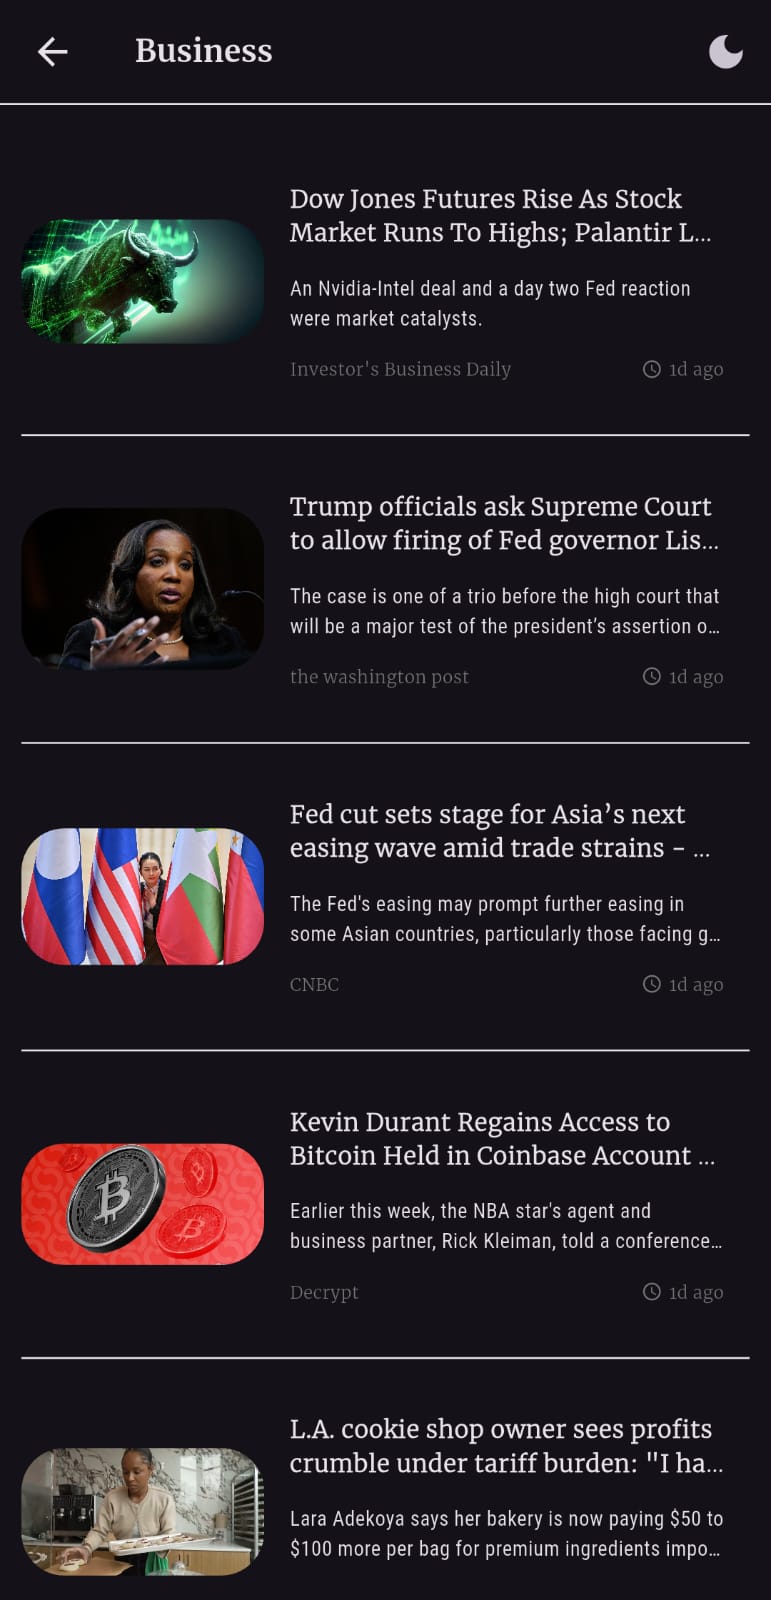 Business
Dow Jones Futures Rise As Stock
Market Runs To Highs; Palantir L...
An Nvidia-Intel deal and a day two Fed reaction
were market catalysts.
Investor's Business Daily
1d ago
Trump officials ask Supreme Court
to allow firing of Fed governor Lis...
The case is one of a trio before the high court that
will be a major test of the president’s assertion o...
the washington post
1d ago
Fed cut sets stage for Asia’s next
easing wave amid trade strains - ...
The Fed's easing may prompt further easing in
some Asian countries, particularly those facing g...
CNBC
1d ago
Kevin Durant Regains Access to
Bitcoin Held in Coinbase Account ...
Earlier this week, the NBA star's agent and
business partner, Rick Kleiman, told a conference...
Decrypt
1d ago
L.A. cookie shop owner sees profits
crumble under tariff burden: "I ha...
Lara Adekoya says her bakery is now paying $50 to
$100 more per bag for premium ingredients impo...